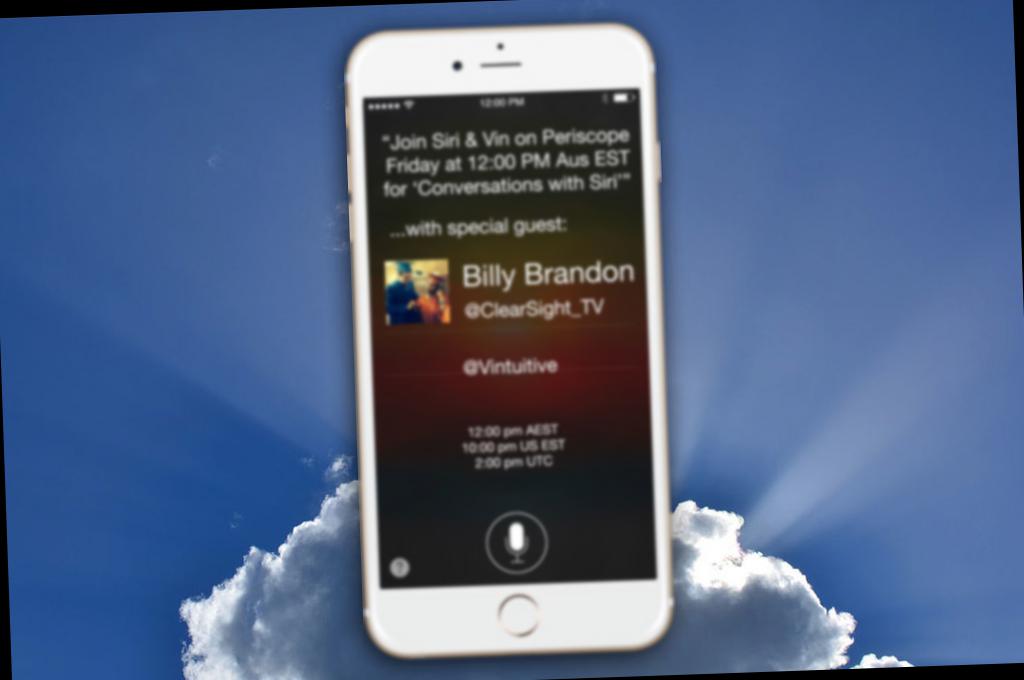 12:00 PM
"Join Siri & Vin on Periscope
Friday at 12:00 PM Aus EST
for 'Conversations with Siri'"
...with special guest:
Billy Brandon
@ClearSight_TV
@Vintuitive
12:00 pm AEST
10:00 pm US EST
2:00 pm UTC
?